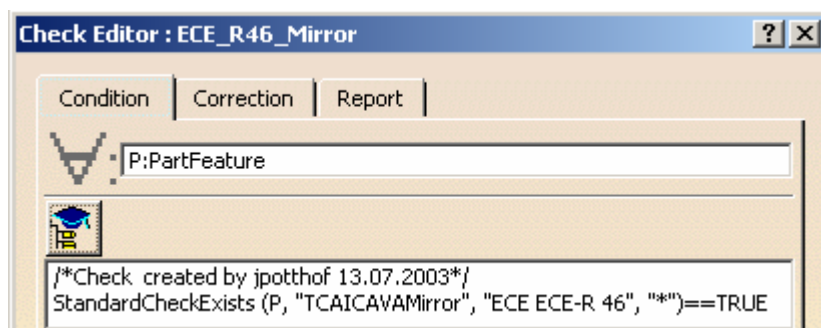 Check Editor : ECE_R46_Mirror
Condition Correction Report
∀: P:PartFeature
/*Check created by jpotthof 13.07.2003*/
StandardCheckExists (P, "TCAICAVAMirror", "ECE ECE-R 46", "*")==TRUE